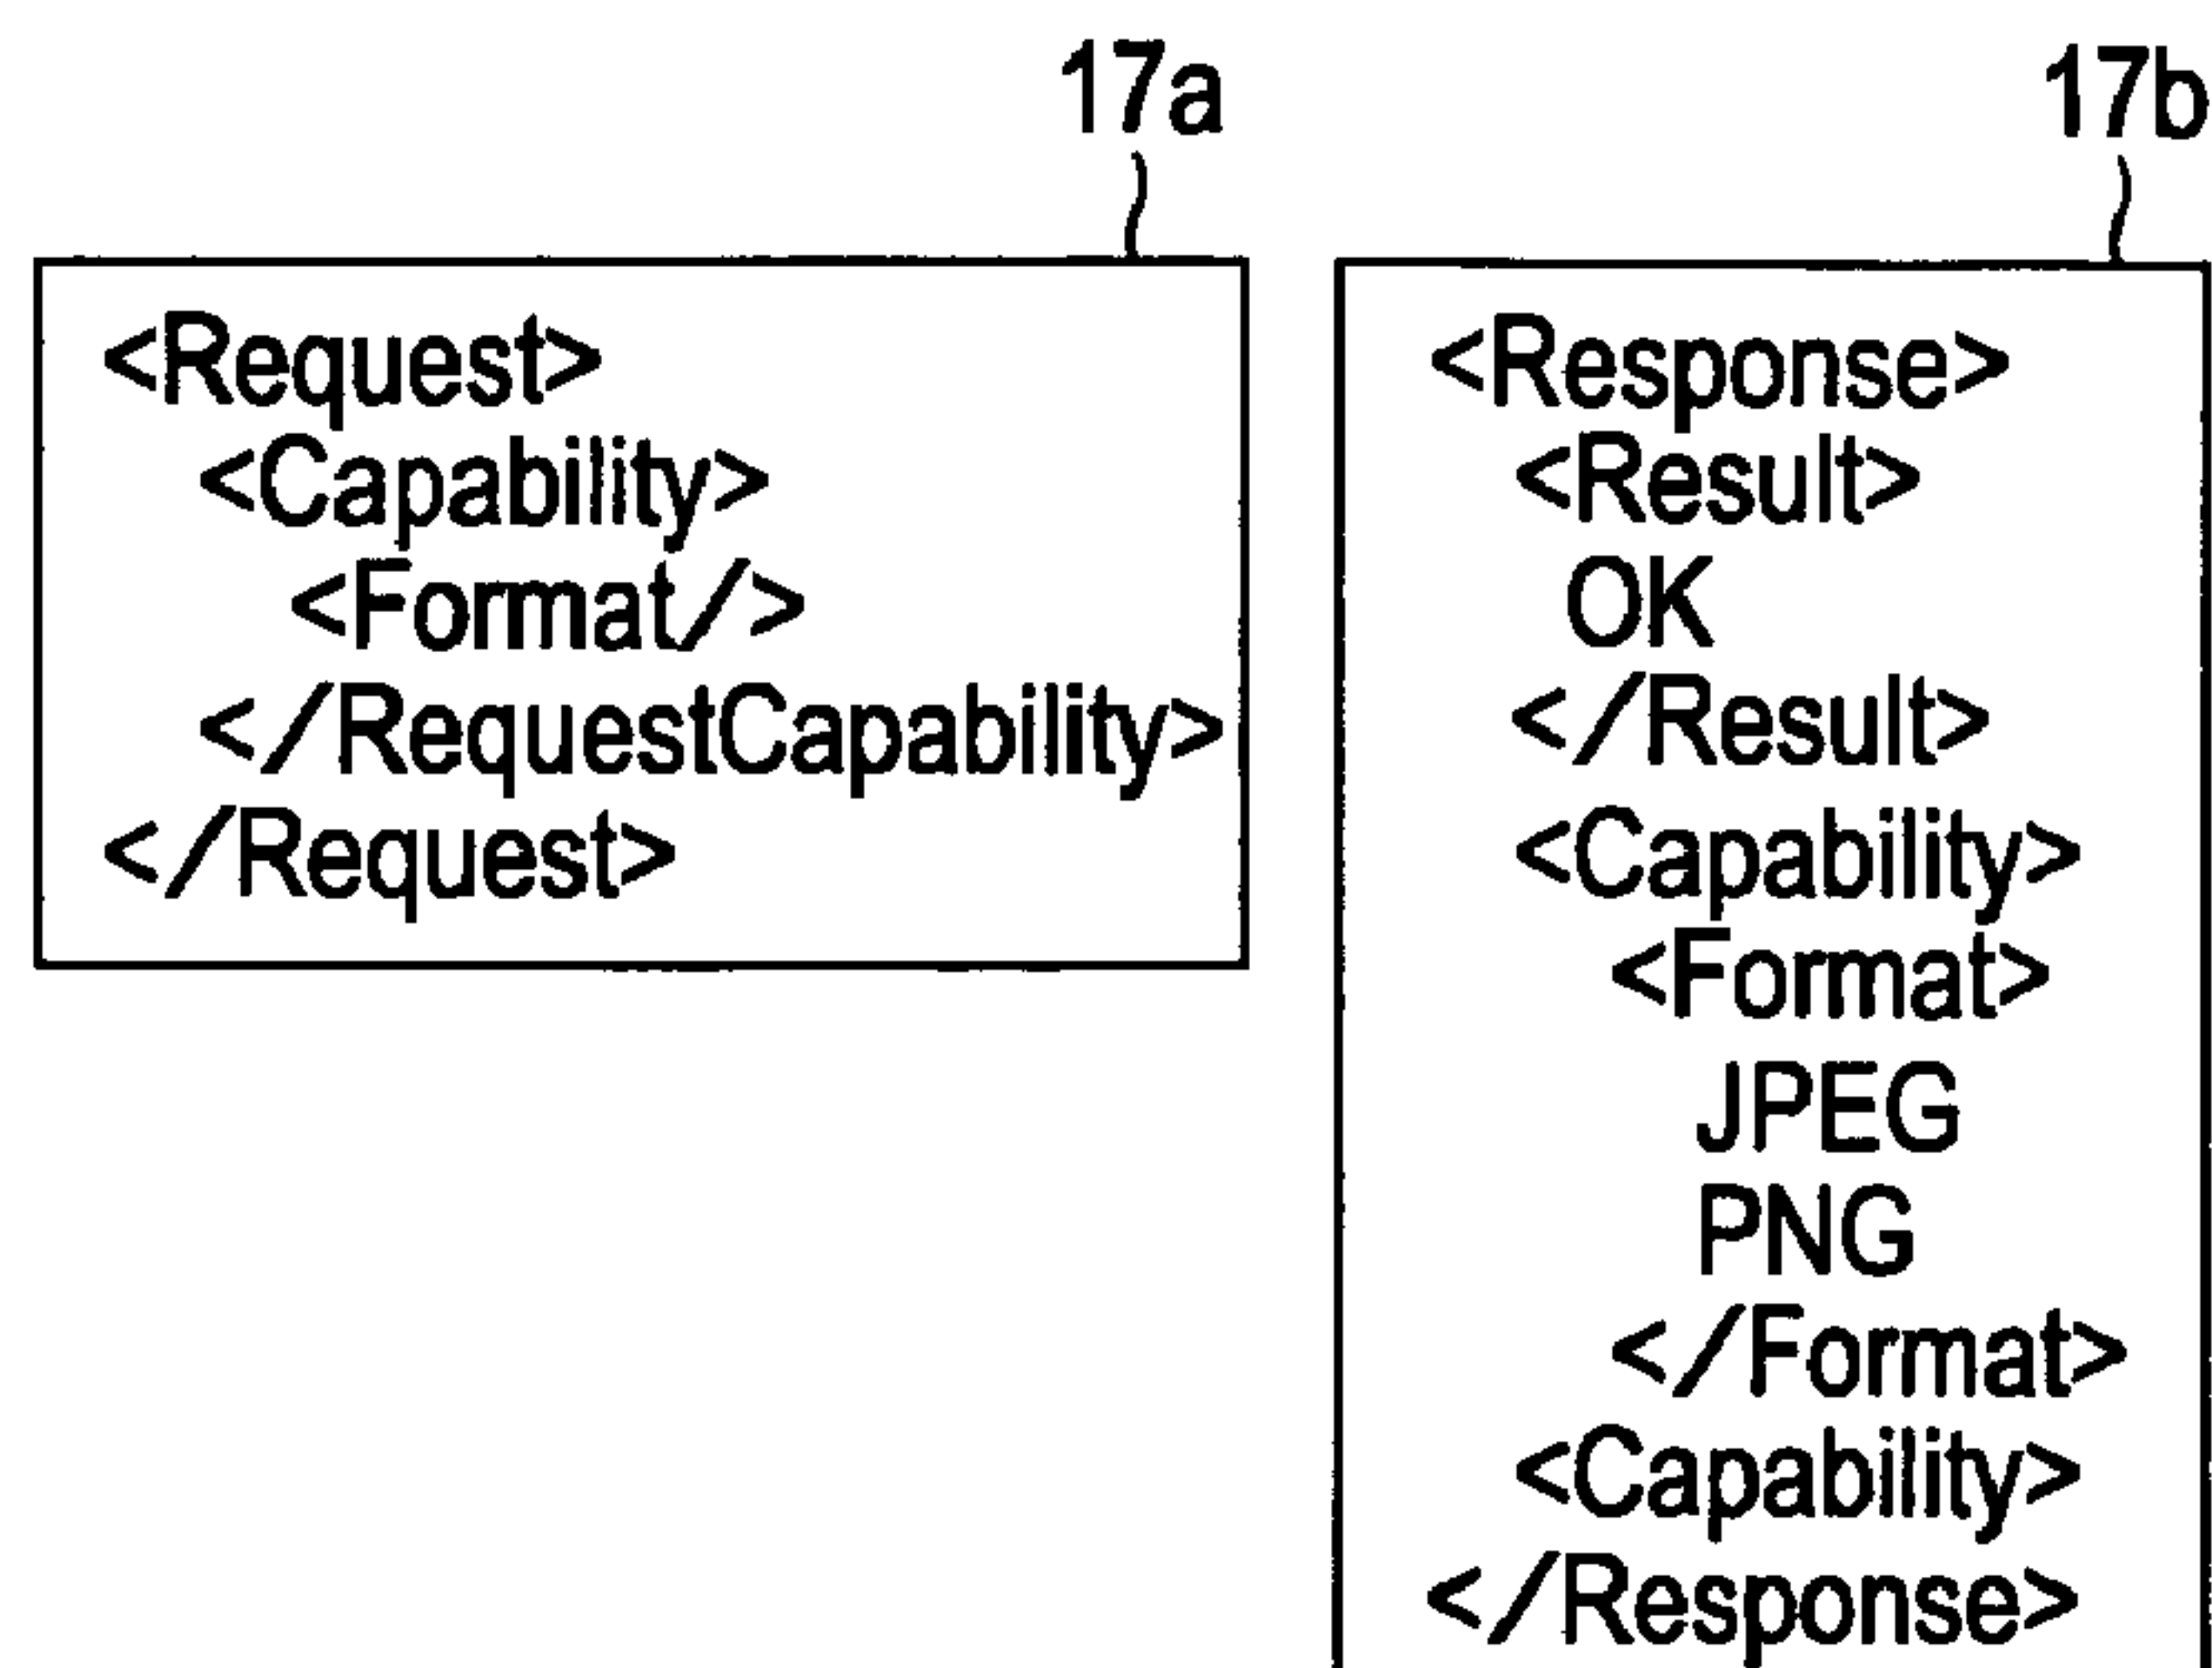 17a
<Request>
<Capability>
<Format/>
</RequestCapability>
</Request>
17b
<Response>
<Result>
OK
</Result>
<Capability>
<Format>
JPEG
PNG
</Format>
<Capability>
</Response>